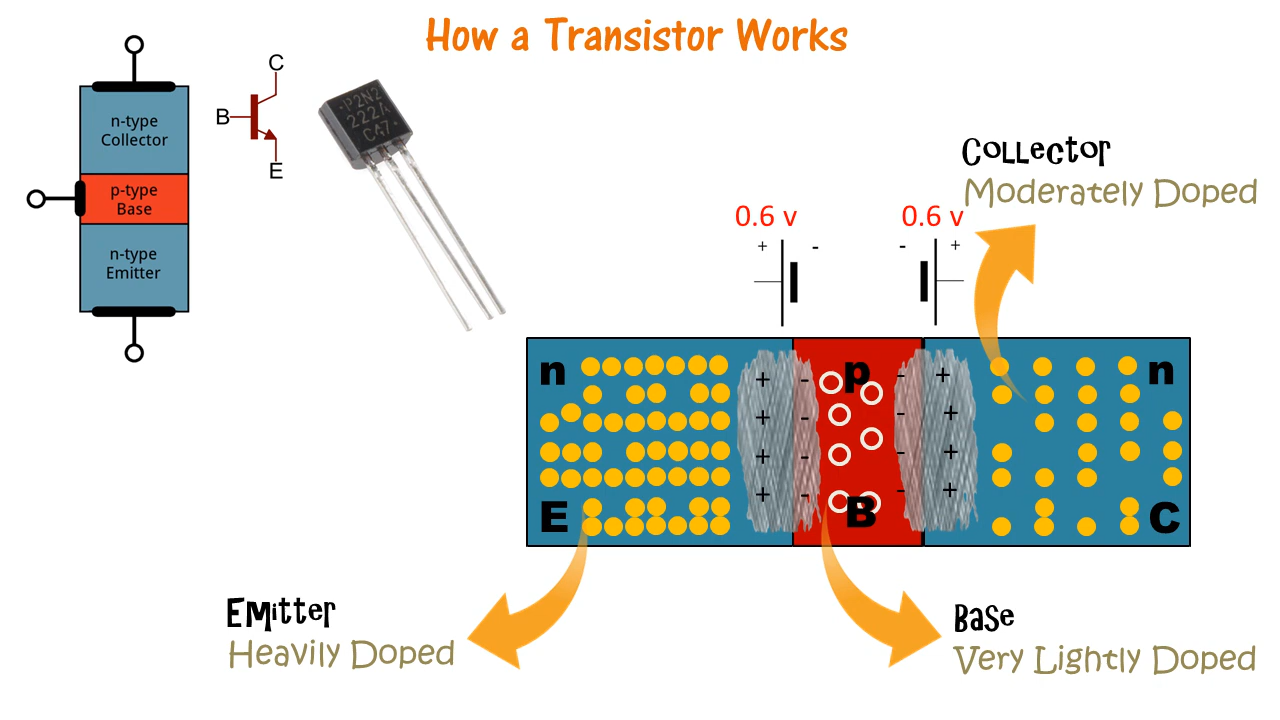 How a Transistor Works
n-type
Collector
p-type
Base
n-type
Emitter
C
B
E
P2N2
222A
C47
Collector
Moderately Doped
0.6 v
0.6 v
+ -
- +
n
p
n
+ - - +
+ - - +
+ - - +
+ - - +
E
B
C
Emitter
Heavily Doped
Base
Very Lightly Doped